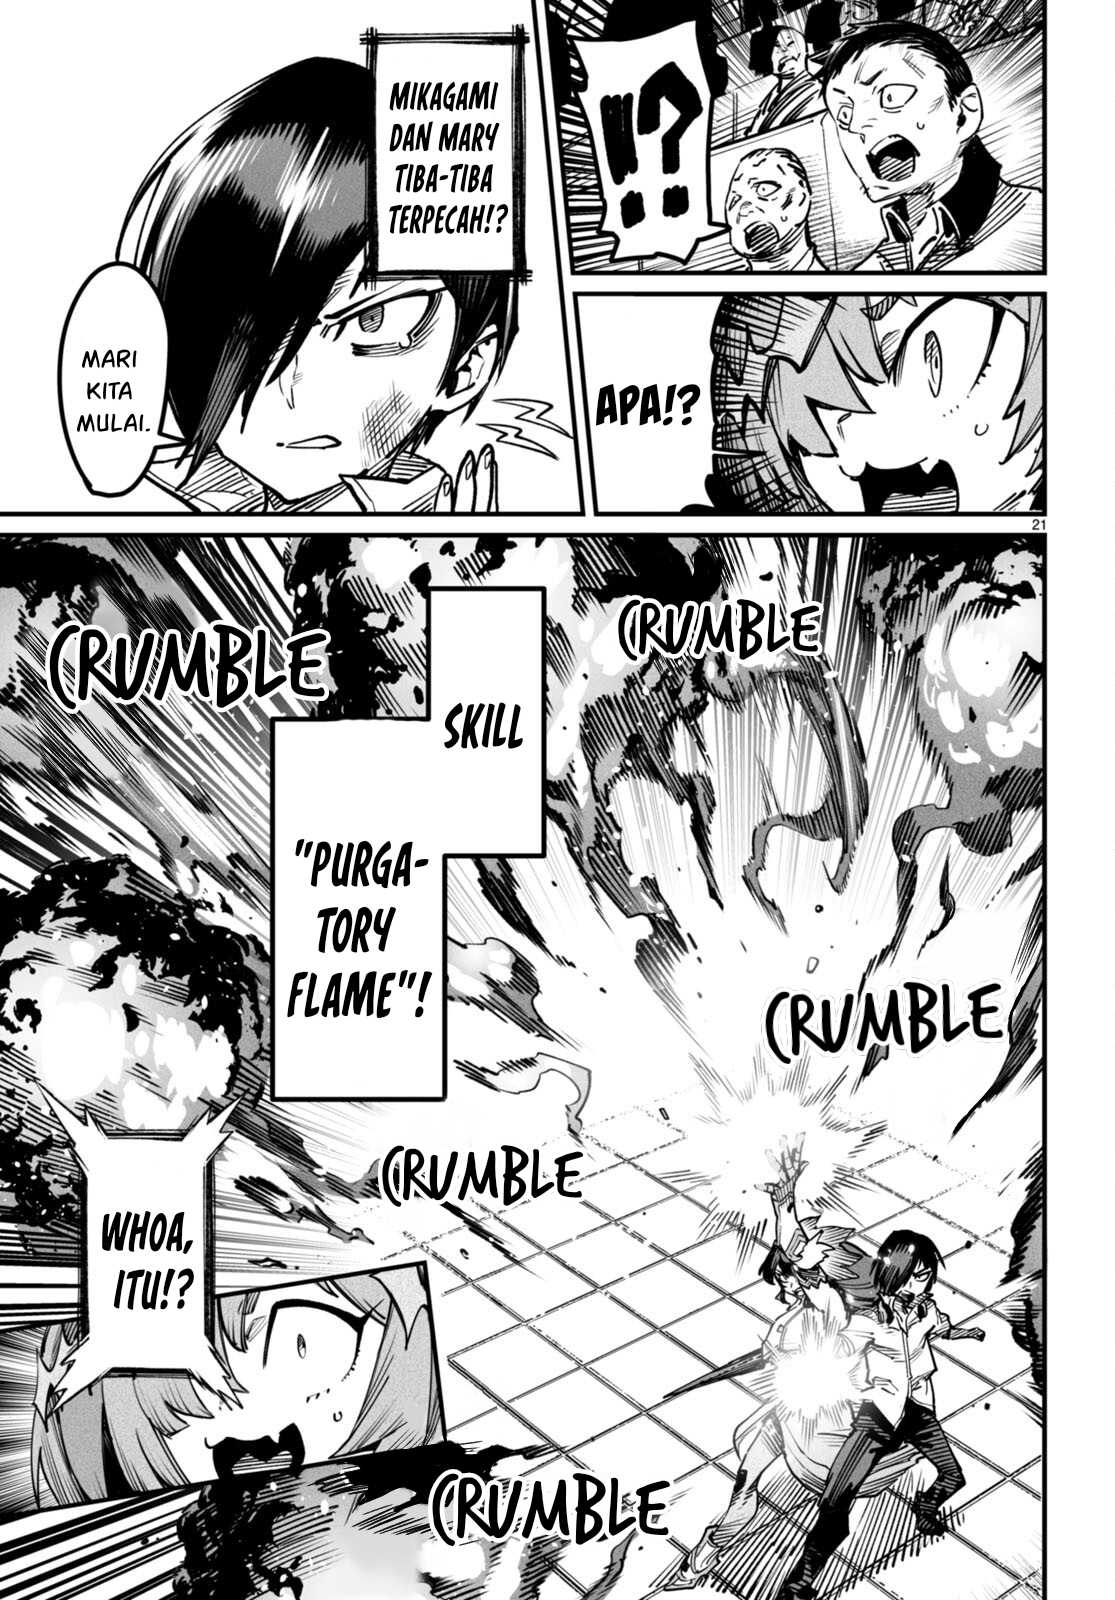 !?
MIKAGAMI
DAN MARY
TIBA-TIBA
TERPECAH!?
APA!?
MARI
KITA
MULAI.
21
CRUMBLE
CRUMBLE
SKILL
"PURGA-
TORY
FLAME"!
CRUMBLE
CRUMBLE
WHOA,
ITU!?
CRUMBLE